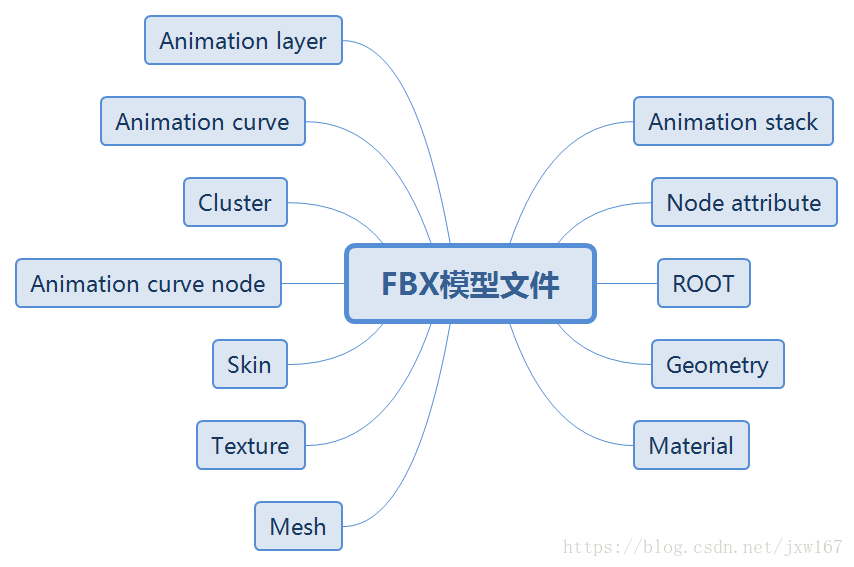 Animation layer
Animation curve
Animation stack
Cluster
Node attribute
FBX模型文件
Animation curve node
ROOT
Skin
Geometry
Texture
Material
Mesh
https://blog.csdn.net/jxw167